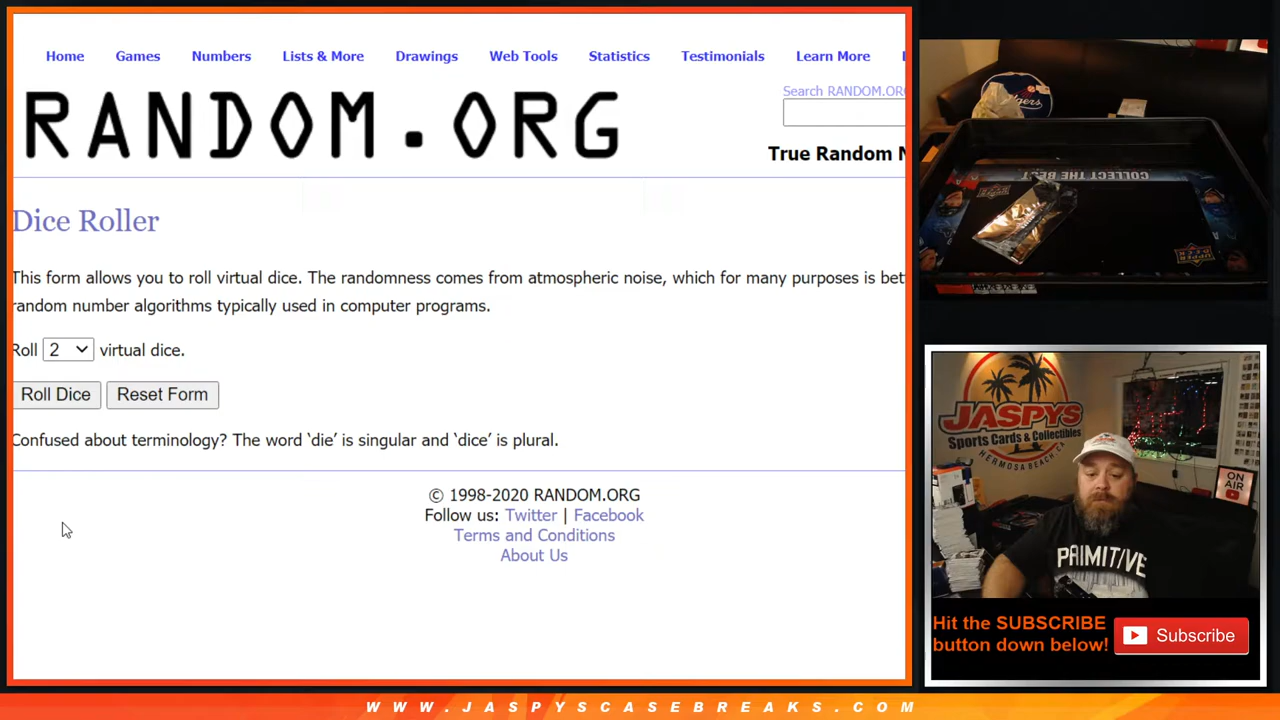 Home Games Numbers Lists & More Drawings Web Tools Statistics Testimonials Learn More
RANDOM.ORG
Search RANDOM.ORG
True Random N
Dice Roller
This form allows you to roll virtual dice. The randomness comes from atmospheric noise, which for many purposes is bet
random number algorithms typically used in computer programs.
Roll 2 virtual dice.
Roll Dice Reset Form
Confused about terminology? The word ‘die’ is singular and ‘dice’ is plural.
© 1998-2020 RANDOM.ORG
Follow us: Twitter | Facebook
Terms and Conditions
About Us
COLLECT THE BEST
UPPER DECK
JASPYS
Sports Cards & Collectibles
HERMOSA BEACH, CA
ON AIR
PRIMITIVE
Hit the SUBSCRIBE
button down below!
Subscribe
WWW.JASPYSCASEBREAKS.COM